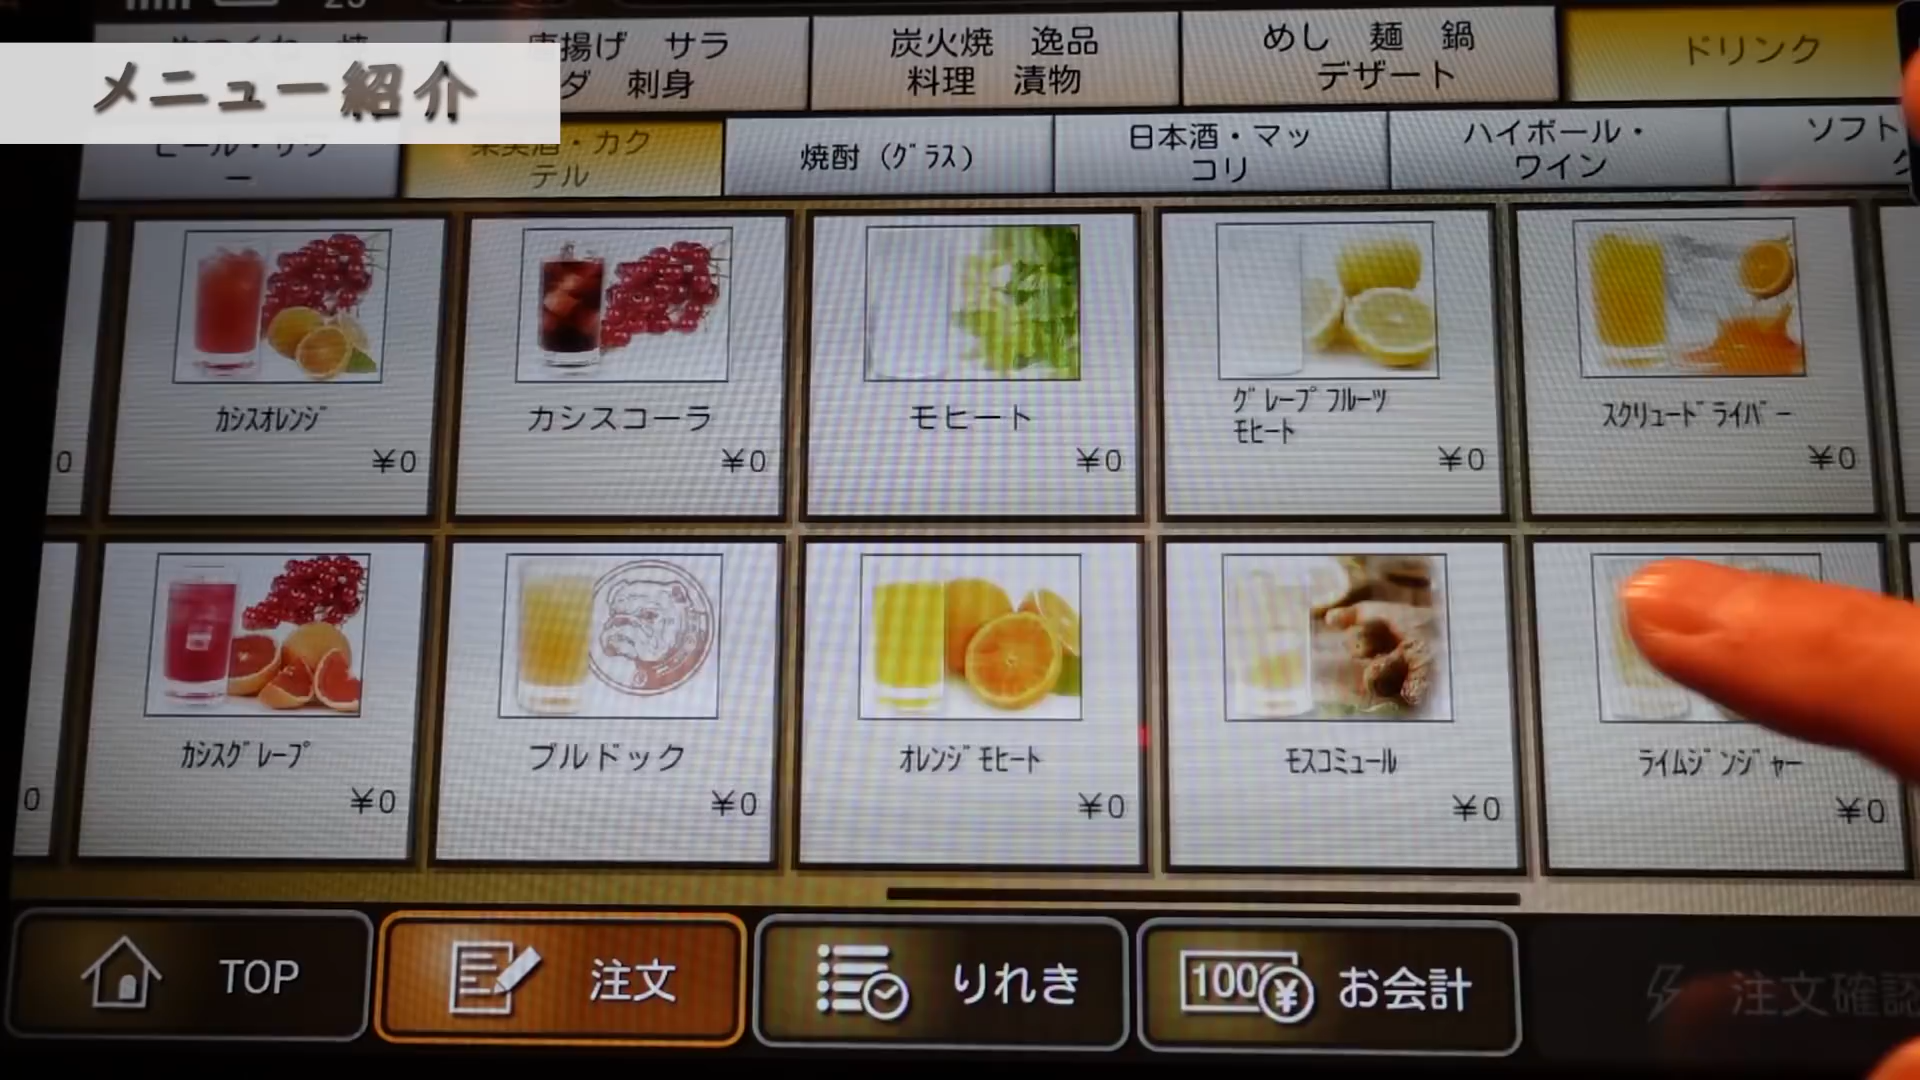 メニュー紹介
唐揚げ サラ
ダ 刺身
炭火焼 逸品
料理 漬物
めし 麺 鍋
デザート
ドリンク
果実酒・カク
テル
焼酎（ｸﾞﾗｽ）
日本酒・マッ
コリ
ハイボール・
ワイン
ソフト
ｶｼｽｵﾚﾝｼﾞ
¥0
カシスコーラ
¥0
モヒート
¥0
ｸﾞﾚｰﾌﾟﾌﾙｰﾂ
ﾓﾋｰﾄ
¥0
ｽｸﾘｭｰﾄﾞﾗｲﾊﾞｰ
¥0
0
ｶｼｽｸﾞﾚｰﾌﾟ
¥0
ブルドック
¥0
ｵﾚﾝｼﾞﾓﾋｰﾄ
¥0
ﾓｽｺﾐｭｰﾙ
¥0
ﾗｲﾑｼﾞﾝｼﾞｬｰ
¥0
0
TOP
注文
りれき
100 ¥
お会計
注文確認